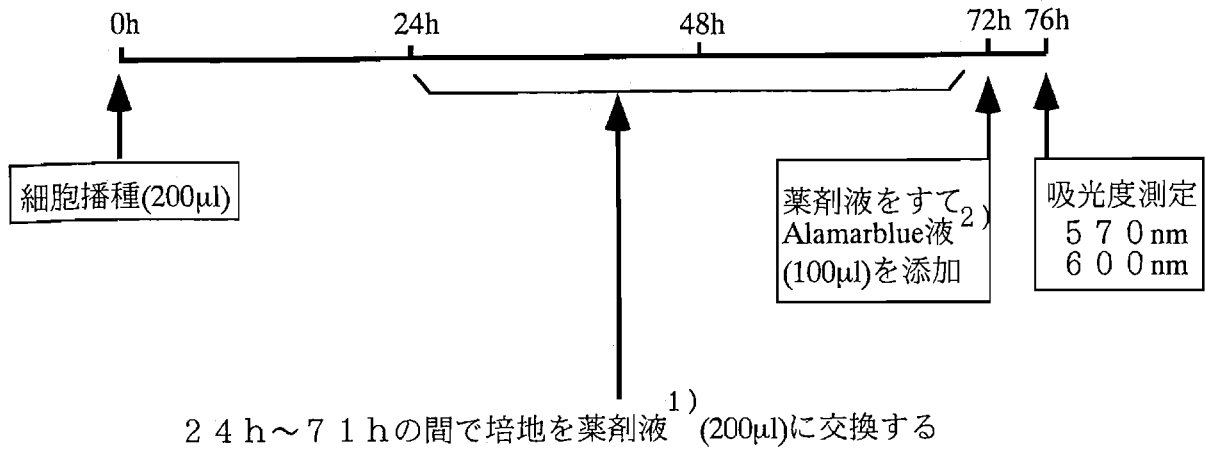 0h 24h 48h 72h 76h
細胞播種(200μl)
薬剤液をすて
Alamarblue液2)
(100μl)を添加
吸光度測定
570nm
600nm
24h～71hの間で培地を薬剤液1)(200μl)に交換する